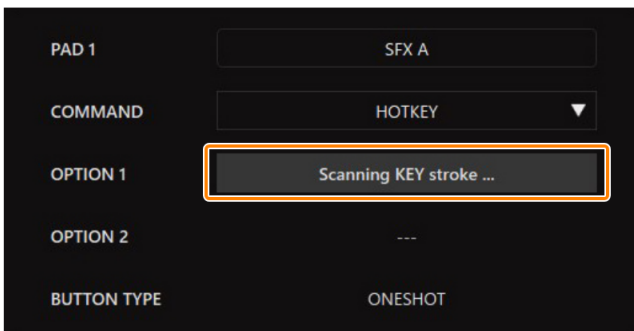 PAD 1 SFX A
COMMAND HOTKEY
OPTION 1 Scanning KEY stroke ...
OPTION 2 ---
BUTTON TYPE ONESHOT